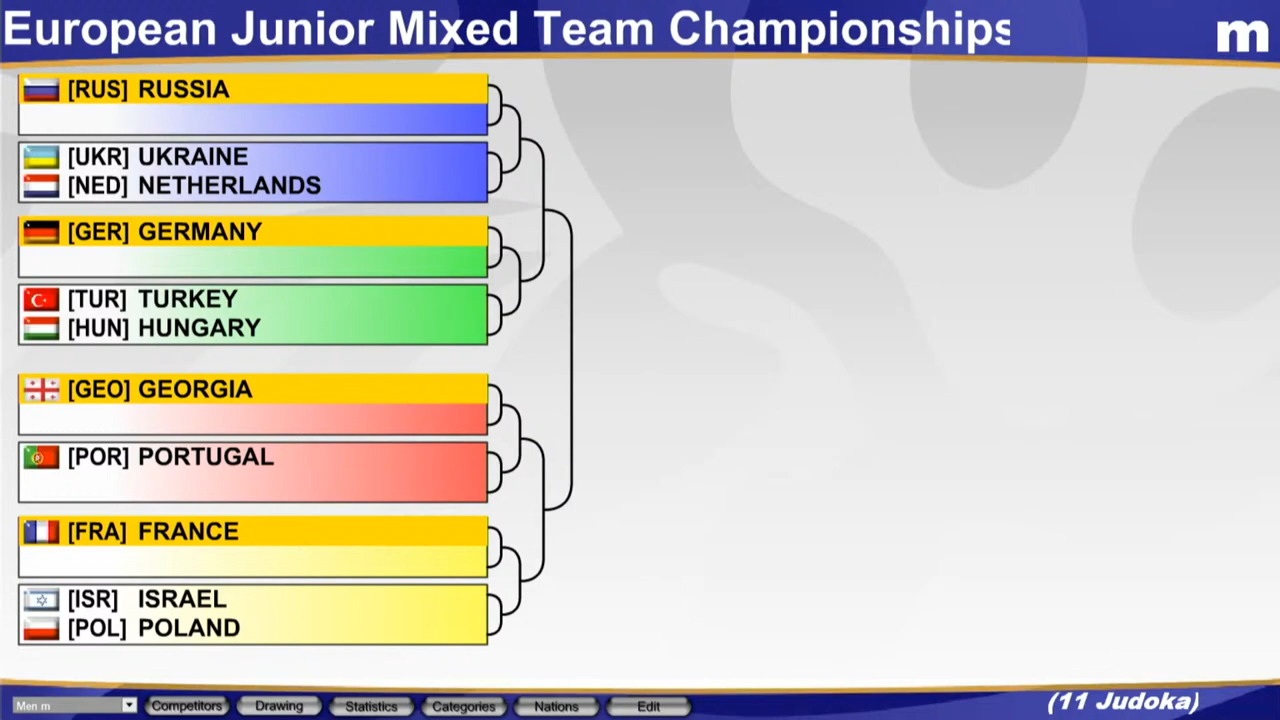 European Junior Mixed Team Championships
m
[RUS] RUSSIA
[UKR] UKRAINE
[NED] NETHERLANDS
[GER] GERMANY
[TUR] TURKEY
[HUN] HUNGARY
[GEO] GEORGIA
[POR] PORTUGAL
[FRA] FRANCE
[ISR] ISRAEL
[POL] POLAND
Men m
Competitors
Drawing
Statistics
Categories
Nations
Edit
(11 Judoka)